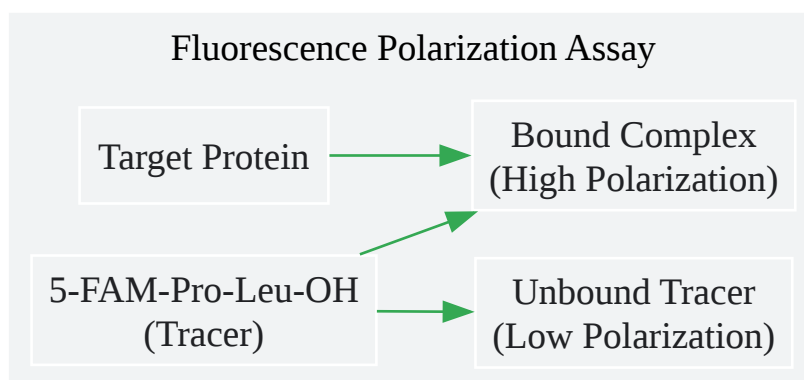 Fluorescence Polarization Assay
Target Protein
Bound Complex
(High Polarization)
5-FAM-Pro-Leu-OH
(Tracer)
Unbound Tracer
(Low Polarization)